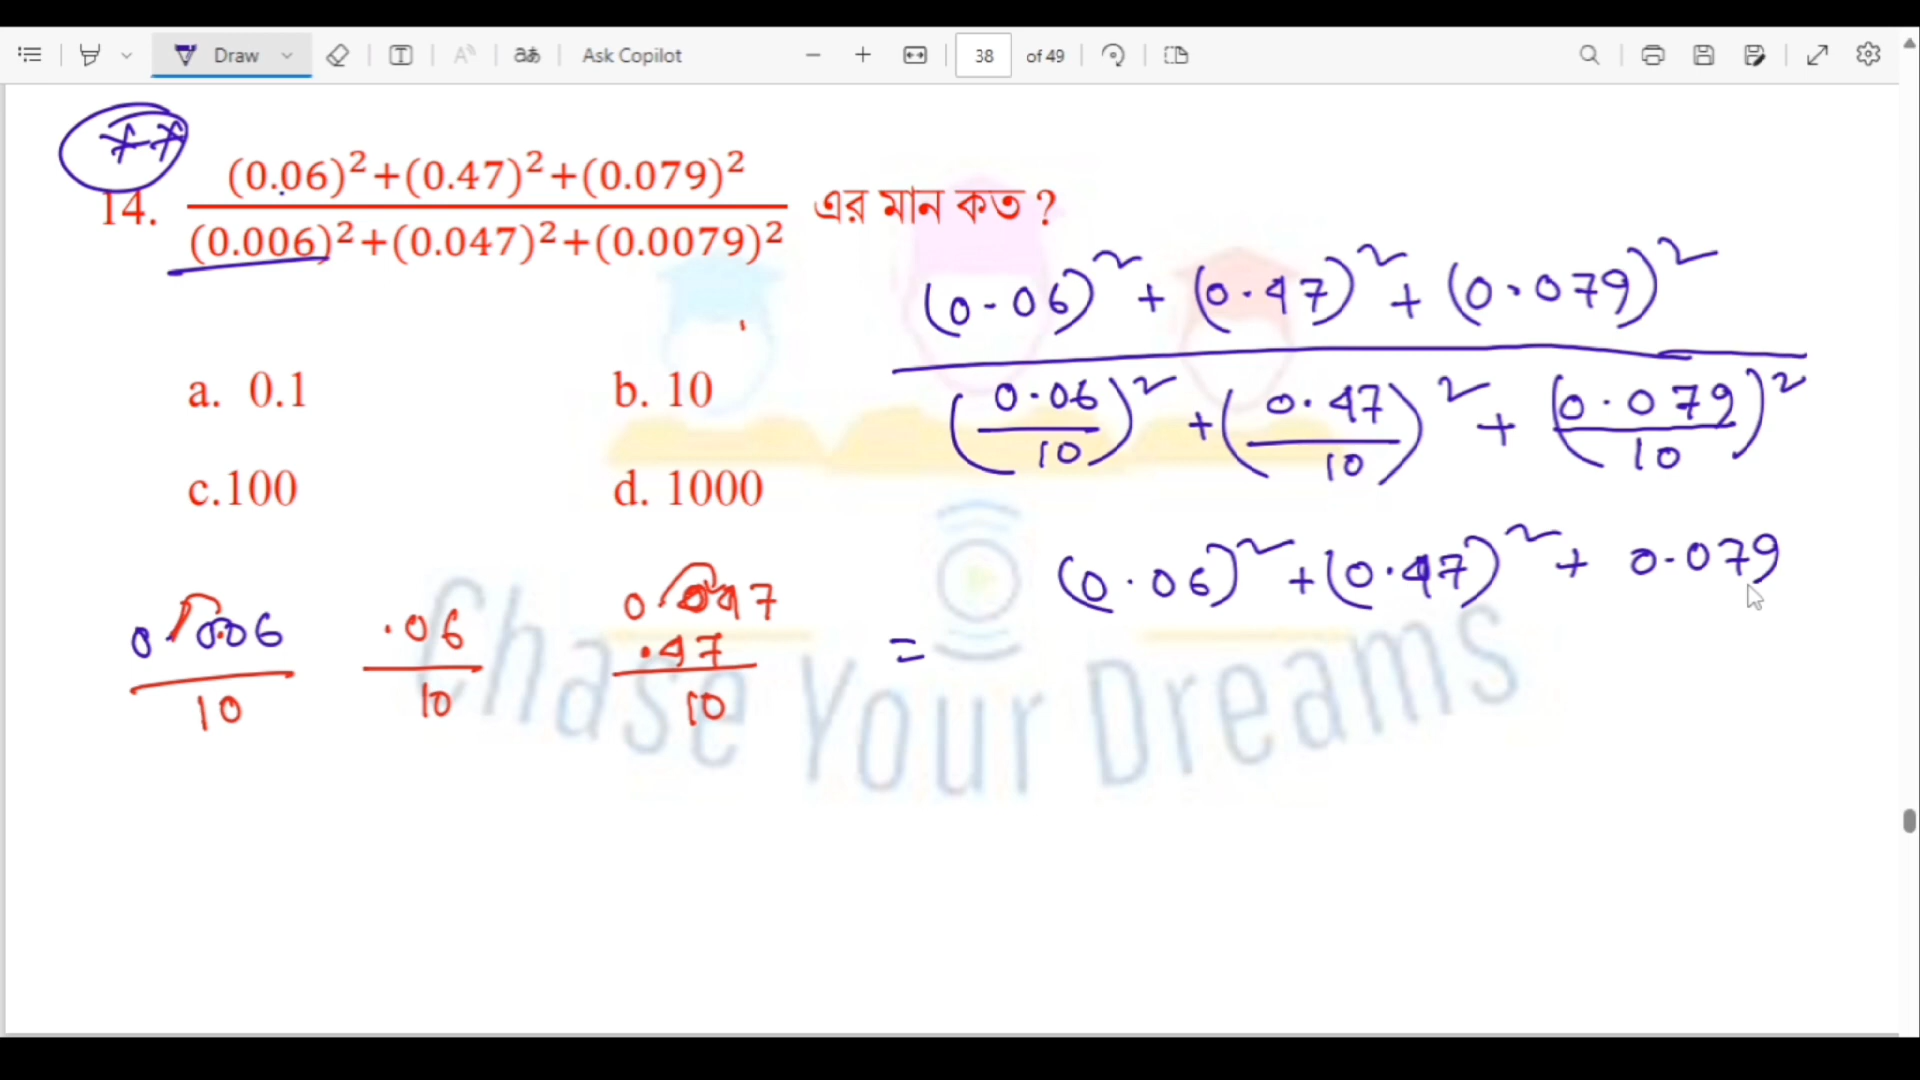 Draw Ask Copilot 38 of 49
**
14. (0.06)²+(0.47)²+(0.079)²
(0.006)²+(0.047)²+(0.0079)²
এর মান কত ?
a. 0.1 b. 10
c.100 d. 1000
(0.06)² + (0.47)² + (0.079)²
(0.06/10)² + (0.47/10)² + (0.079/10)²
= (0.06)² + (0.47)² + 0.079
.06
10
0.047
.47
10
10
Chase Your Dreams